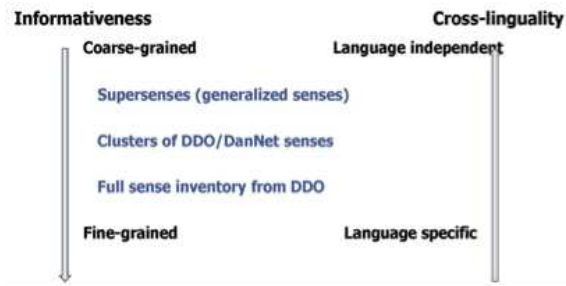 Informativeness Cross-linguality
Coarse-grained Language independent
Supersenses (generalized senses)
Clusters of DDO/DanNet senses
Full sense inventory from DDO
Fine-grained Language specific